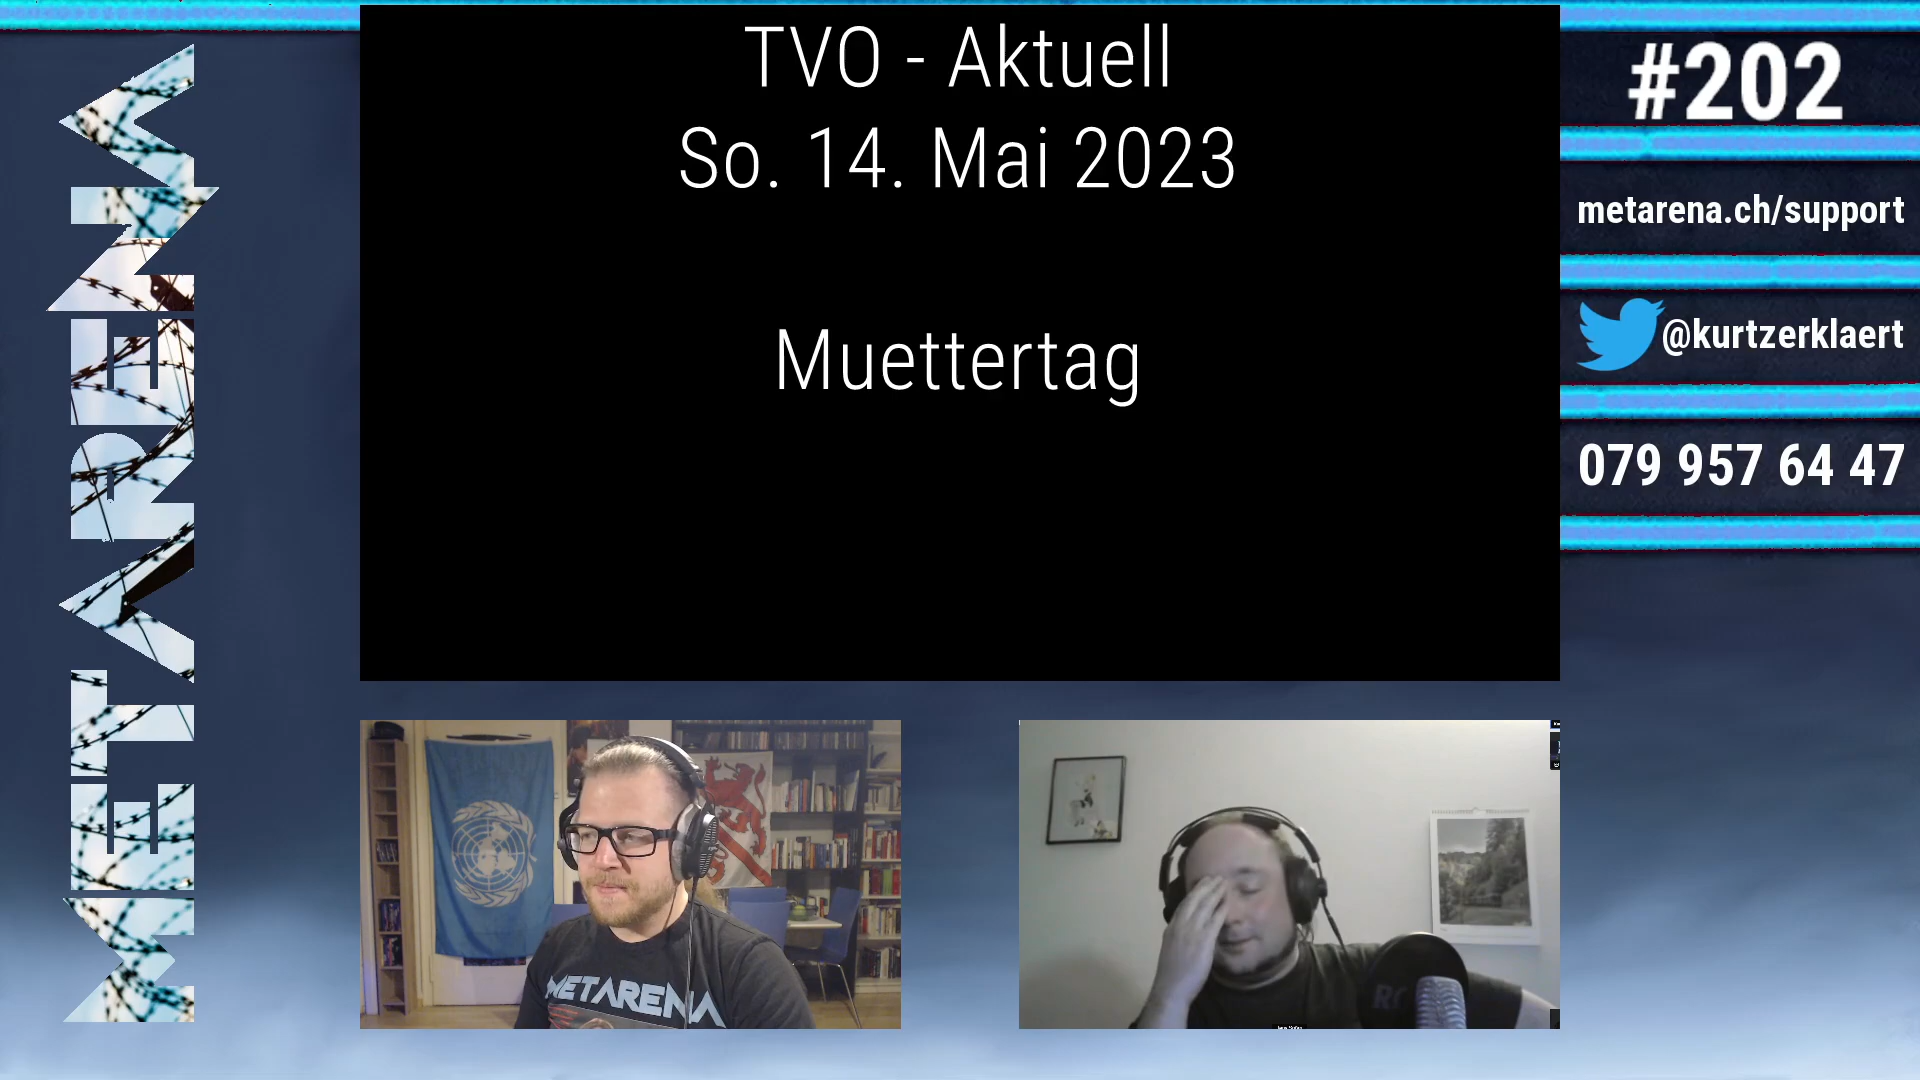 METARENA
TVO - Aktuell
So. 14. Mai 2023
Muettertag
#202
metarena.ch/support
@kurtzerklaert
079 957 64 47
METARENA